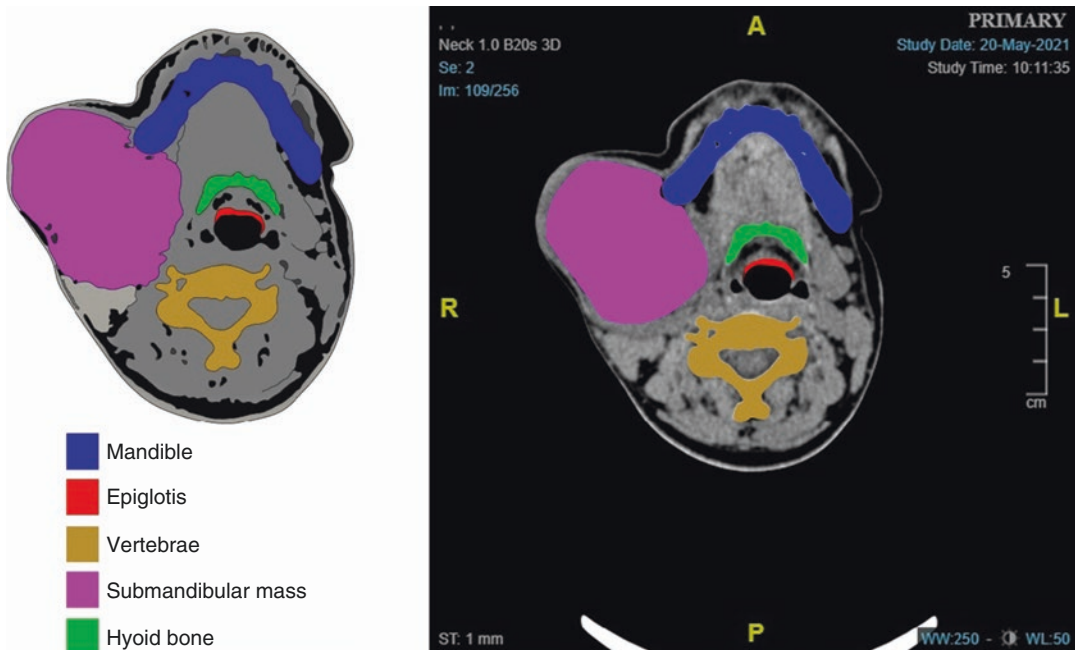 Mandible
Epiglotis
Vertebrae
Submandibular mass
Hyoid bone
. .
Neck 1.0 B20s 3D
Se: 2
Im: 109/256
A
PRIMARY
Study Date: 20-May-2021
Study Time: 10:11:35
R
5
L
cm
ST: 1 mm
P
WW:250 - WL:50